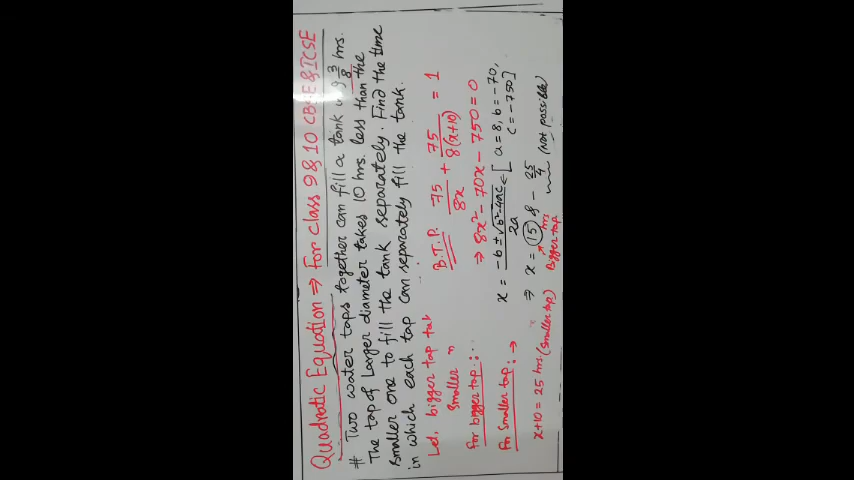 Quadratic Equation ⇒ For Class 9 & 10 CBSE & ICSE
# Two water taps together can fill a tank in 9 3/8 hrs.
The tap of Larger diameter takes 10 hrs. less than the
smaller one to fill the tank separately. Find the time
in which each tap can separately fill the tank.
Let. bigger tap tak
Smaller
For bigger tap :
For smaller tap : →
x+10 = 25 hrs. (Smaller tap)
B.T.P. 75/8x + 75/8(x+10) = 1
⇒ 8x² - 70x - 750 = 0
x = -b ± √b²-4ac / 2a [a = 8, b = -70, c = -750]
⇒ x = 15 & - 25/4 (Not possible)
hrs
Bigger tap